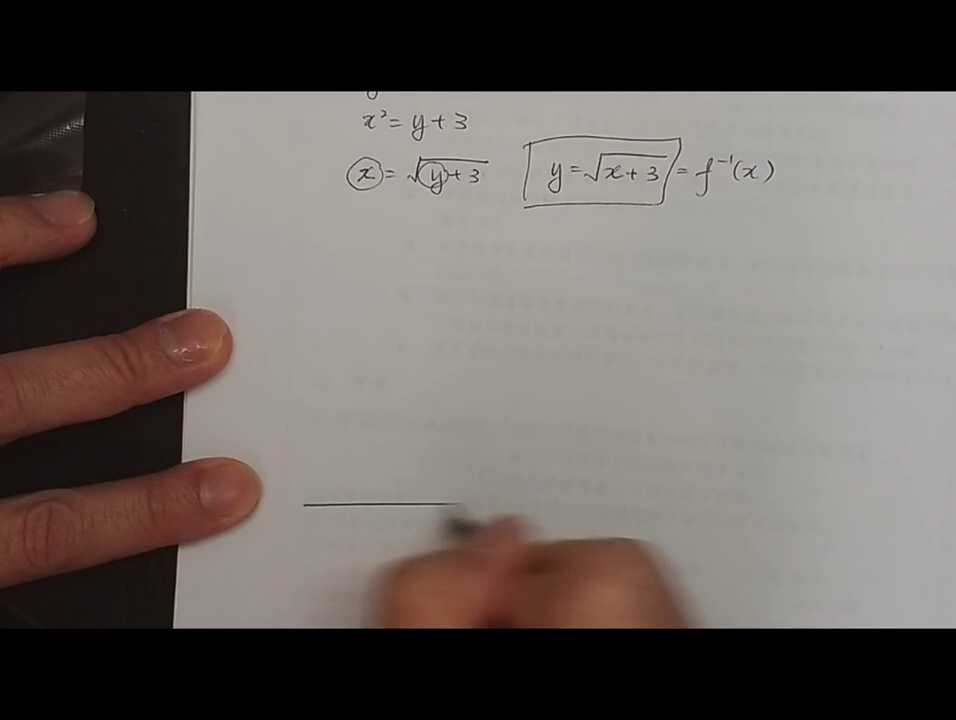 x² = y + 3
x = √(y + 3)   y = √(x + 3) = f⁻¹(x)